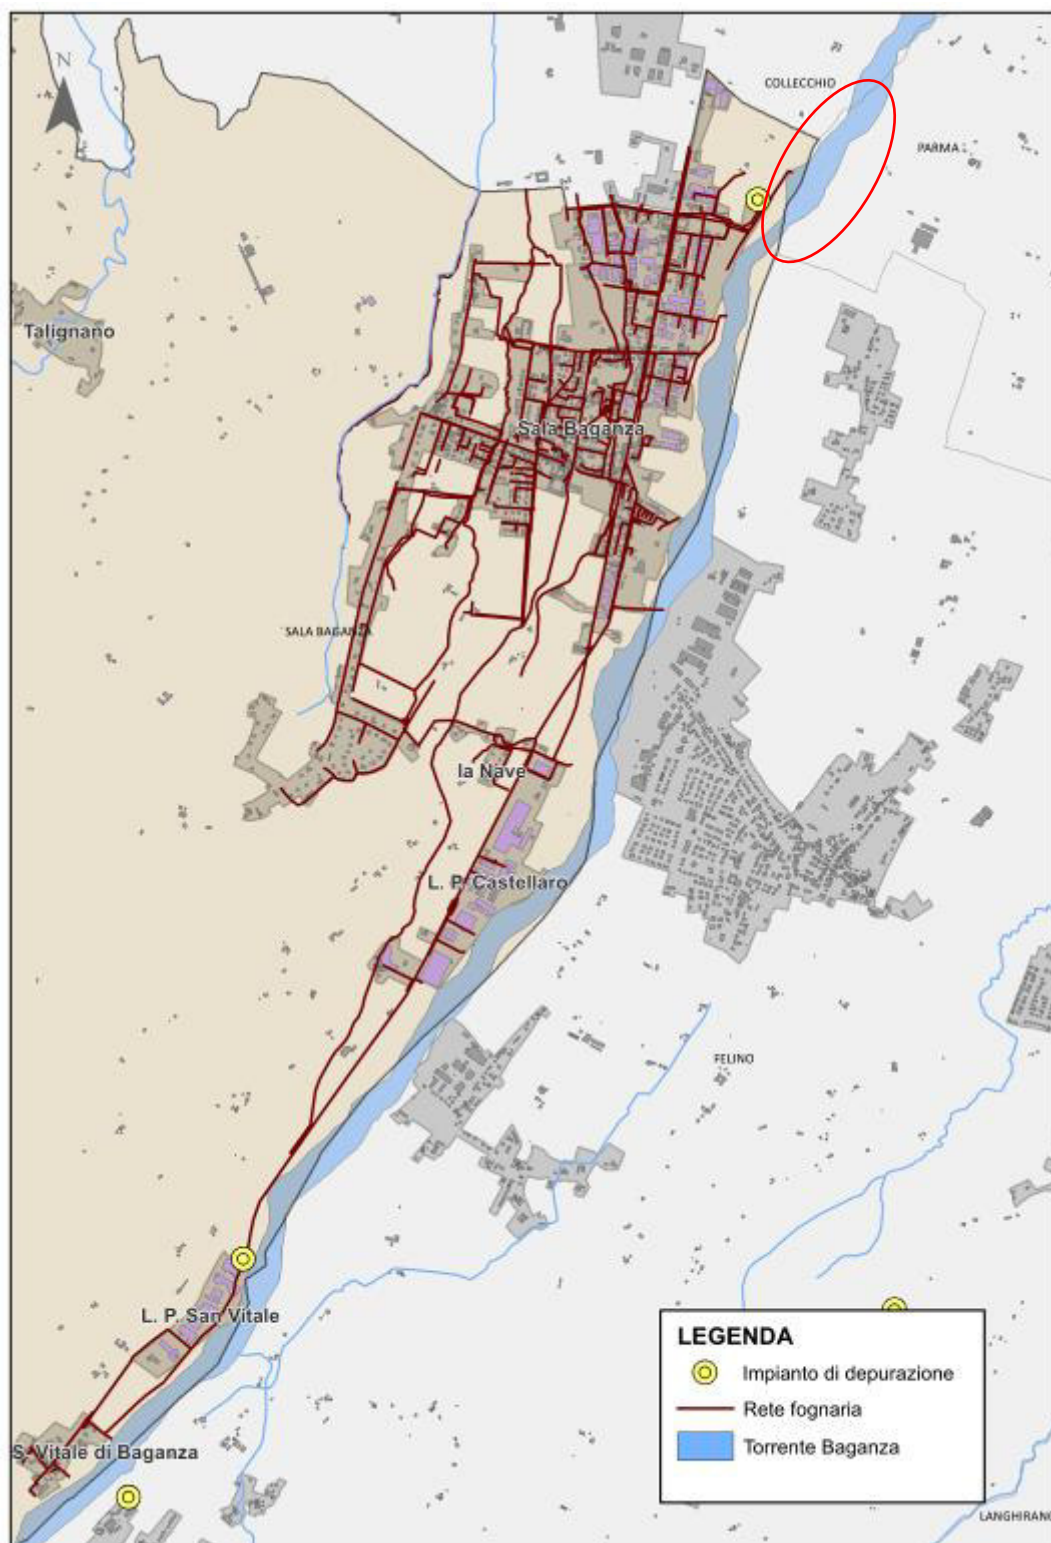 N
COLLECCHIO
PARMA
Talignano
Sala Baganza
SALA BAGANZA
la Nave
L. P. Castellaro
FELINO
L. P. San Vitale
S. Vitale di Baganza
LEGENDA
Impianto di depurazione
Rete fognaria
Torrente Baganza
LANGHIRANO